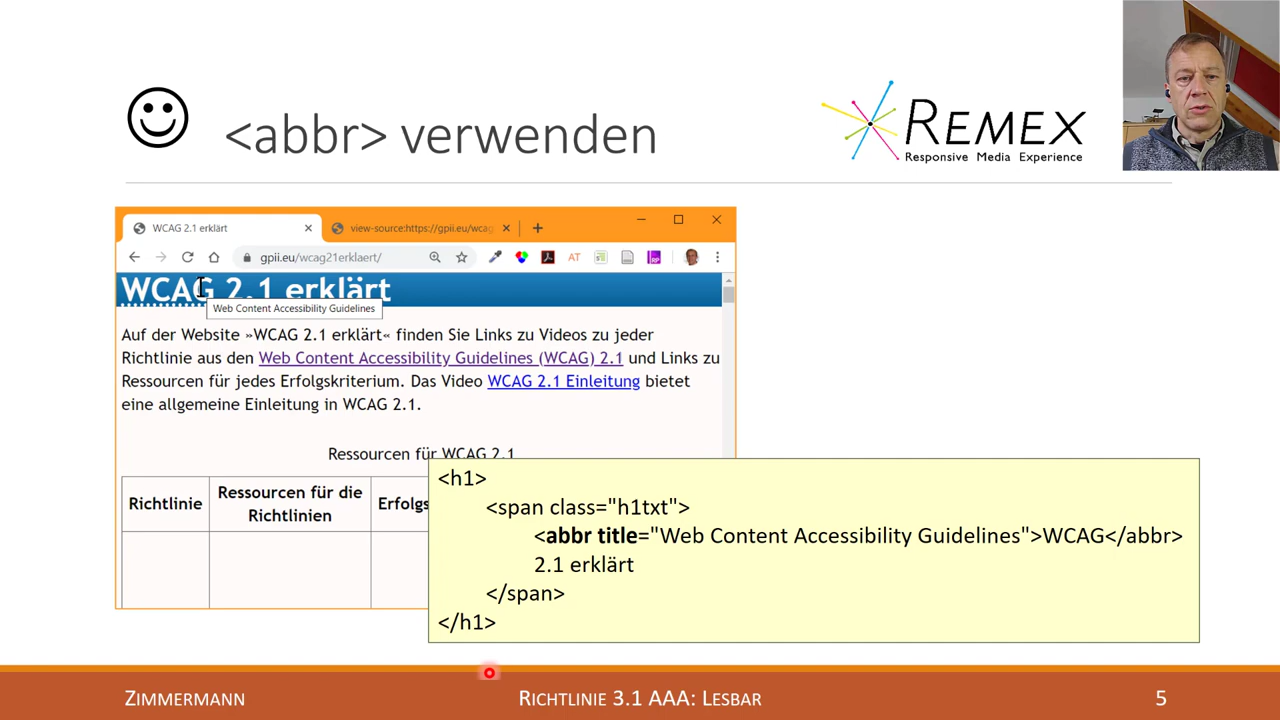 <abbr> verwenden
REMEX
Responsive Media Experience
WCAG 2.1 erklärt
view-source:https://gpii.eu/wcag
gpii.eu/wcag21erklaert/
AT
RP
WCAG 2.1 erklärt
Web Content Accessibility Guidelines
Auf der Website »WCAG 2.1 erklärt« finden Sie Links zu Videos zu jeder
Richtlinie aus den Web Content Accessibility Guidelines (WCAG) 2.1 und Links zu
Ressourcen für jedes Erfolgskriterium. Das Video WCAG 2.1 Einleitung bietet
eine allgemeine Einleitung in WCAG 2.1.
Ressourcen für WCAG 2.1
Richtlinie
Ressourcen für die
Richtlinien
Erfolgs
<h1>
<span class="h1txt">
<abbr title="Web Content Accessibility Guidelines">WCAG</abbr>
2.1 erklärt
</span>
</h1>
ZIMMERMANN
RICHTLINIE 3.1 AAA: LESBAR
5